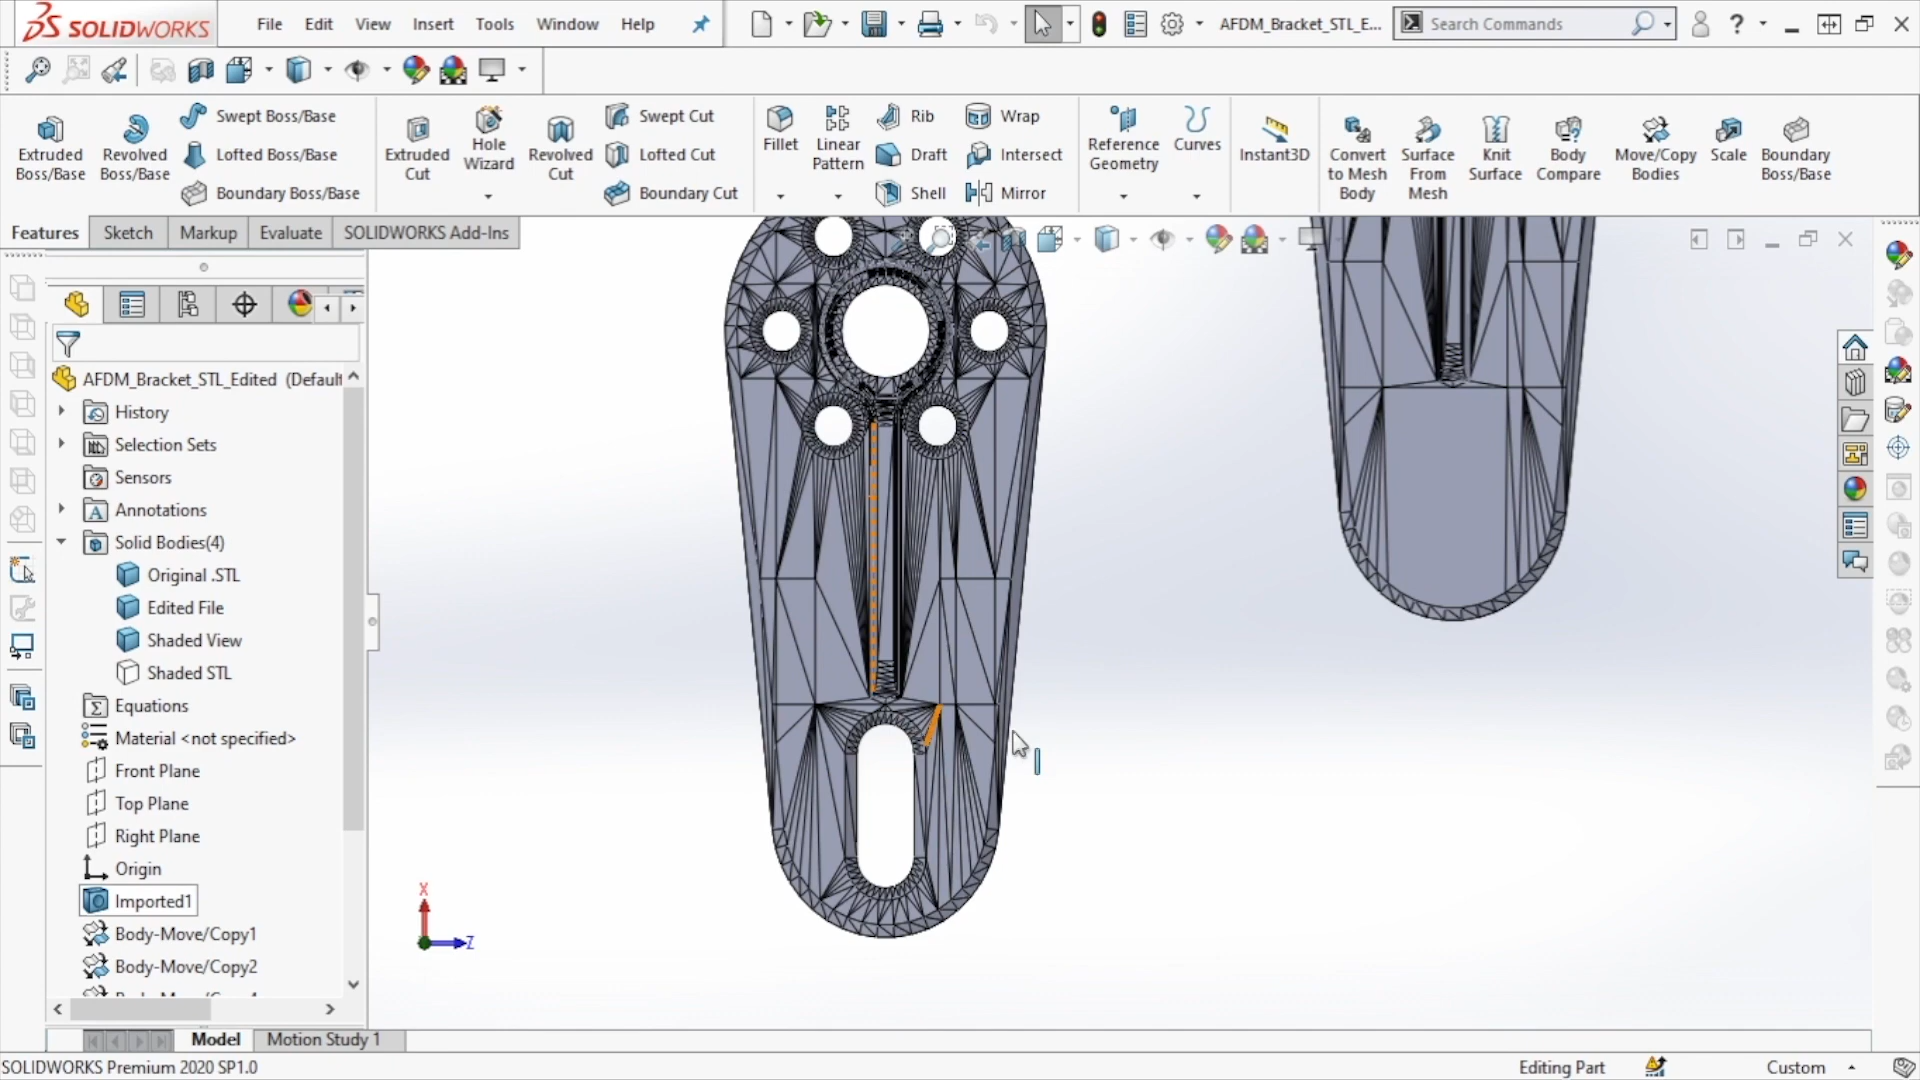 SOLIDWORKS File Edit View Insert Tools Window Help AFDM_Bracket_STL_E... Search Commands ?
Extruded Boss/Base
Revolved Boss/Base
Swept Boss/Base
Lofted Boss/Base
Boundary Boss/Base
Extruded Cut
Hole Wizard
Revolved Cut
Swept Cut
Lofted Cut
Boundary Cut
Fillet
Linear Pattern
Rib
Draft
Shell
Wrap
Intersect
Mirror
Reference Geometry
Curves
Instant3D
Convert to Mesh Body
Surface From Mesh
Knit Surface
Body Compare
Move/Copy Bodies
Scale
Boundary Boss/Base
Features Sketch Markup Evaluate SOLIDWORKS Add-Ins
AFDM_Bracket_STL_Edited (Default
History
Selection Sets
Sensors
Annotations
Solid Bodies(4)
Original .STL
Edited File
Shaded View
Shaded STL
Equations
Material <not specified>
Front Plane
Top Plane
Right Plane
Origin
Imported1
Body-Move/Copy1
Body-Move/Copy2
X
Z
Model Motion Study 1
SOLIDWORKS Premium 2020 SP1.0 Editing Part Custom